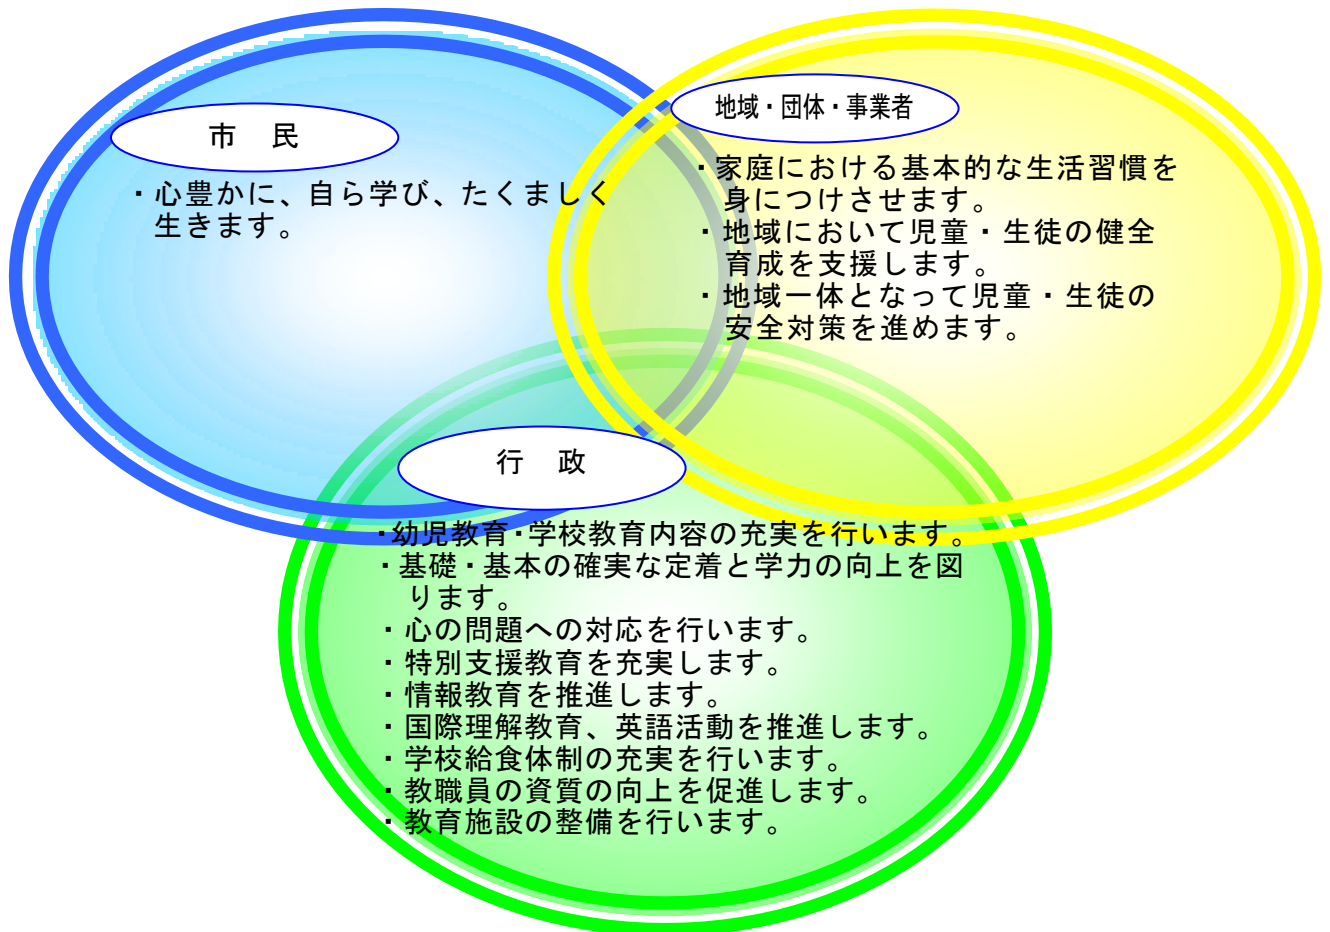 市　民
・心豊かに、自ら学び、たくましく
生きます。
地域・団体・事業者
・家庭における基本的な生活習慣を
身につけさせます。
・地域において児童・生徒の健全
育成を支援します。
・地域一体となって児童・生徒の
安全対策を進めます。
行　政
・幼児教育・学校教育内容の充実を行います。
・基礎・基本の確実な定着と学力の向上を図
ります。
・心の問題への対応を行います。
・特別支援教育を充実します。
・情報教育を推進します。
・国際理解教育、英語活動を推進します。
・学校給食体制の充実を行います。
・教職員の資質の向上を促進します。
・教育施設の整備を行います。